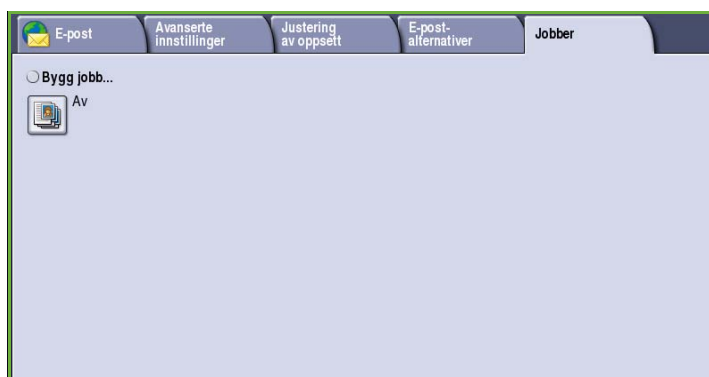 E-post
Avanserte
innstillinger
Justering
av oppsett
E-post-
alternativer
Jobber
Bygg jobb...
Av